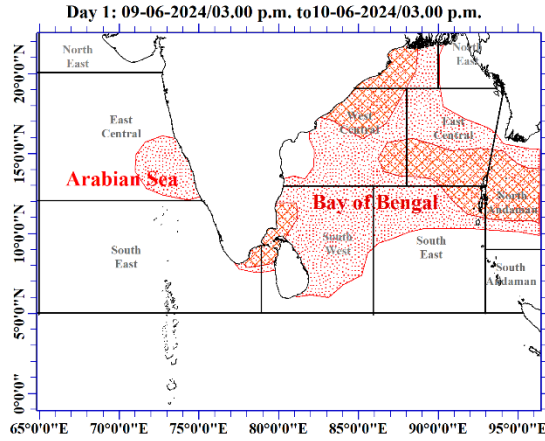 Day 1: 09-06-2024/03.00 p.m. to10-06-2024/03.00 p.m.
North
East
North
East
21°0'0"N
East
Central
West
Central
East
Central
15°0'0"N
Arabian Sea
Bay of Bengal
North
Andaman
10°0'0"N
South
East
South
West
South
East
South
Andaman
5°0'0"N
0°0'0"
65°0'0"E 70°0'0"E 75°0'0"E 80°0'0"E 85°0'0"E 90°0'0"E 95°0'0"E